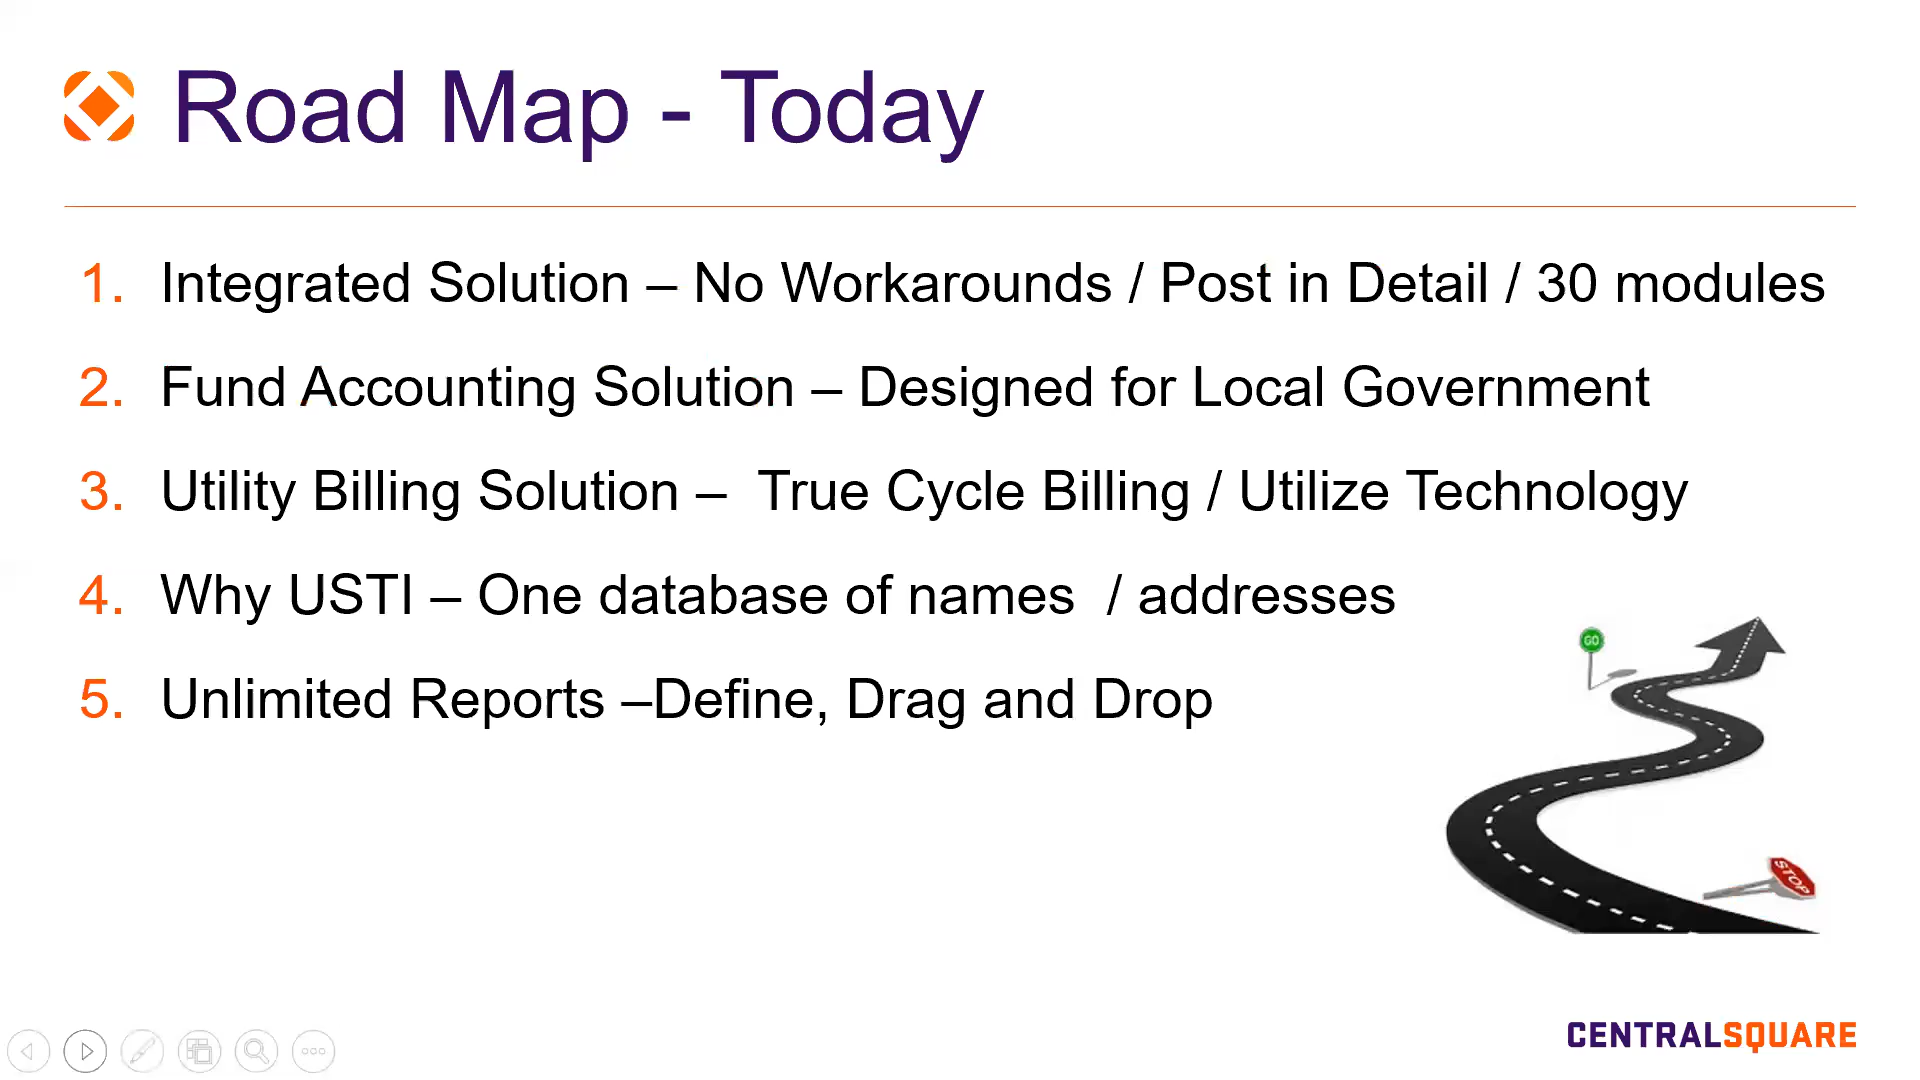 Road Map - Today
1. Integrated Solution – No Workarounds / Post in Detail / 30 modules
2. Fund Accounting Solution – Designed for Local Government
3. Utility Billing Solution –  True Cycle Billing / Utilize Technology
4. Why USTI – One database of names  / addresses
5. Unlimited Reports –Define, Drag and Drop
GO
STOP
CENTRALSQUARE